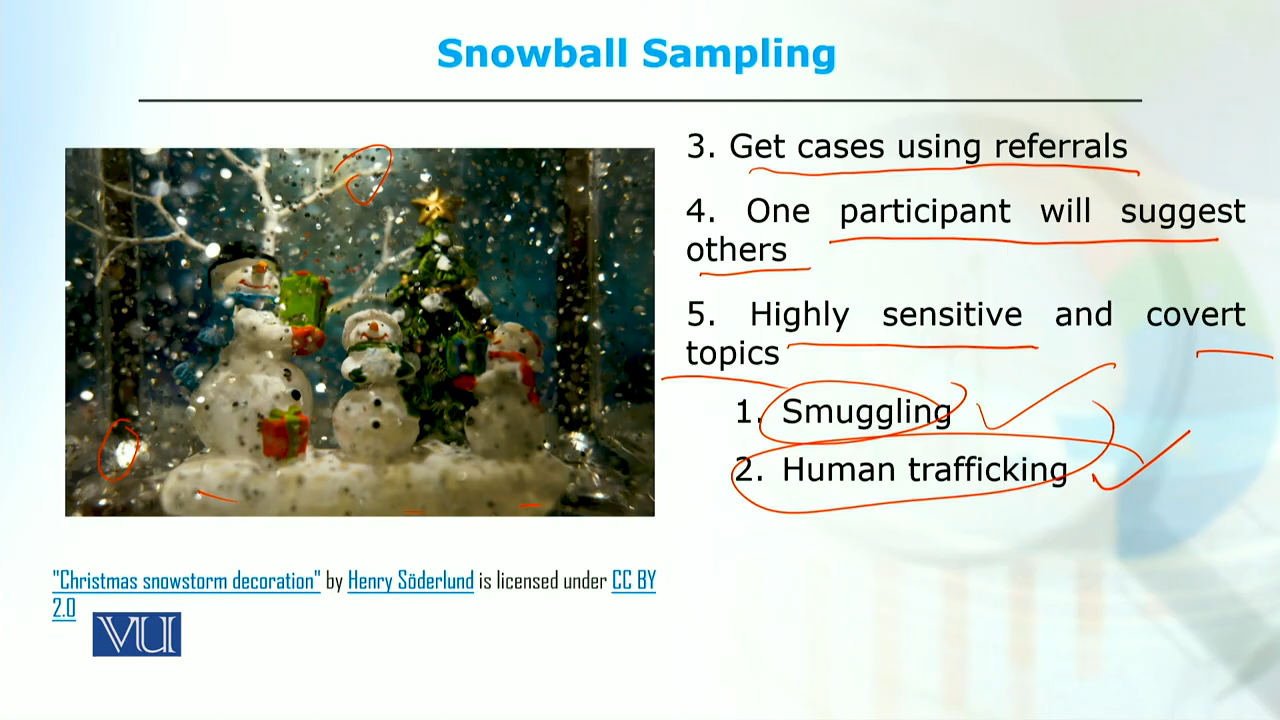 Snowball Sampling
3. Get cases using referrals
4. One participant will suggest
others
5. Highly sensitive and covert
topics
1. Smuggling
2. Human trafficking
"Christmas snowstorm decoration" by Henry Söderlund is licensed under CC BY
2.0
VU